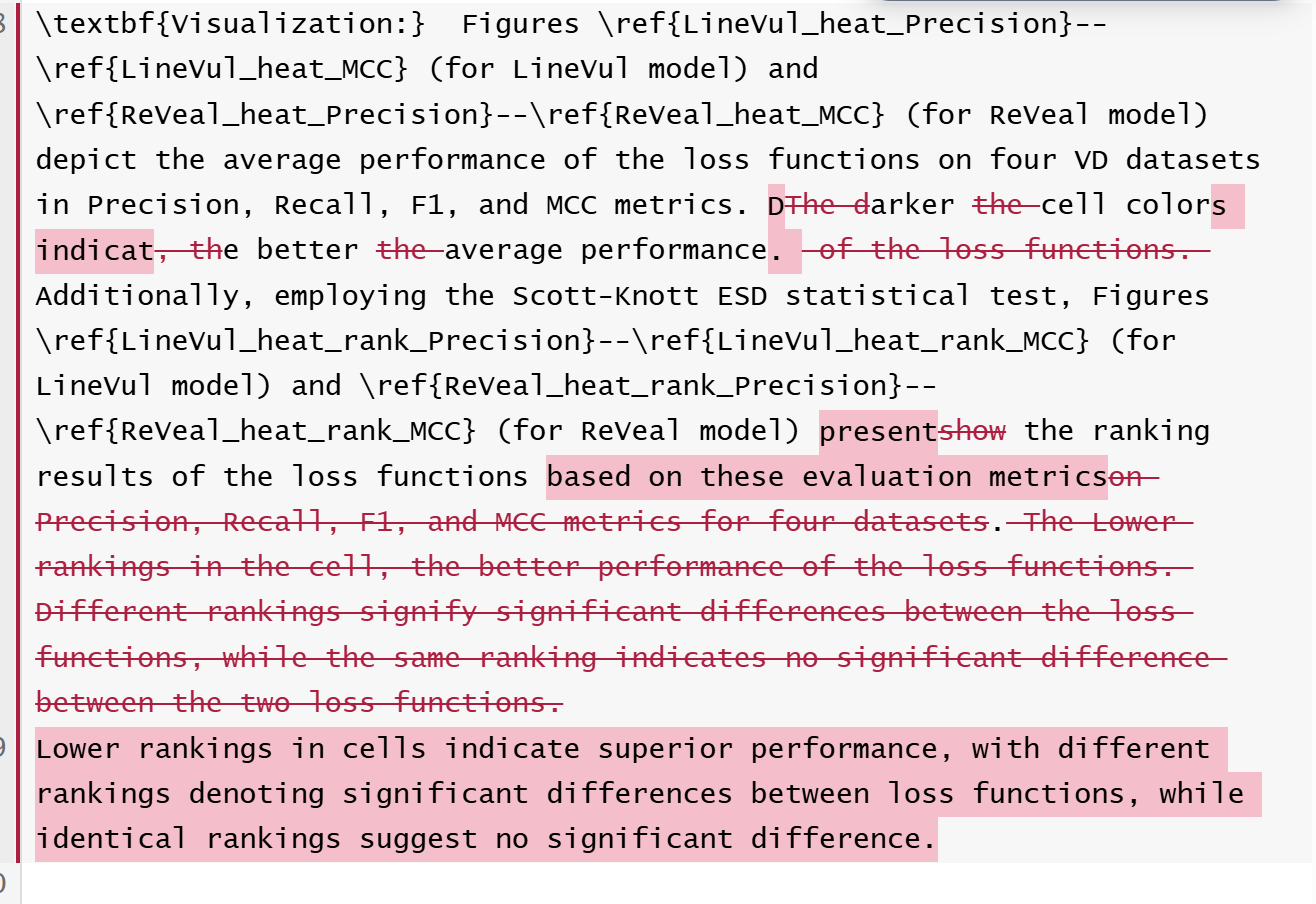 \textbf{Visualization:}  Figures \ref{LineVul_heat_Precision}--
\ref{LineVul_heat_MCC} (for LineVul model) and
\ref{ReVeal_heat_Precision}--\ref{ReVeal_heat_MCC} (for ReVeal model)
depict the average performance of the loss functions on four VD datasets
in Precision, Recall, F1, and MCC metrics. DThe darker the cell colors
indicat, the better the average performance.  of the loss functions.
Additionally, employing the Scott-Knott ESD statistical test, Figures
\ref{LineVul_heat_rank_Precision}--\ref{LineVul_heat_rank_MCC} (for
LineVul model) and \ref{ReVeal_heat_rank_Precision}--
\ref{ReVeal_heat_rank_MCC} (for ReVeal model) presentshow the ranking
results of the loss functions based on these evaluation metricson
Precision, Recall, F1, and MCC metrics for four datasets. The Lower
rankings in the cell, the better performance of the loss functions.
Different rankings signify significant differences between the loss
functions, while the same ranking indicates no significant difference
between the two loss functions.
Lower rankings in cells indicate superior performance, with different
rankings denoting significant differences between loss functions, while
identical rankings suggest no significant difference.